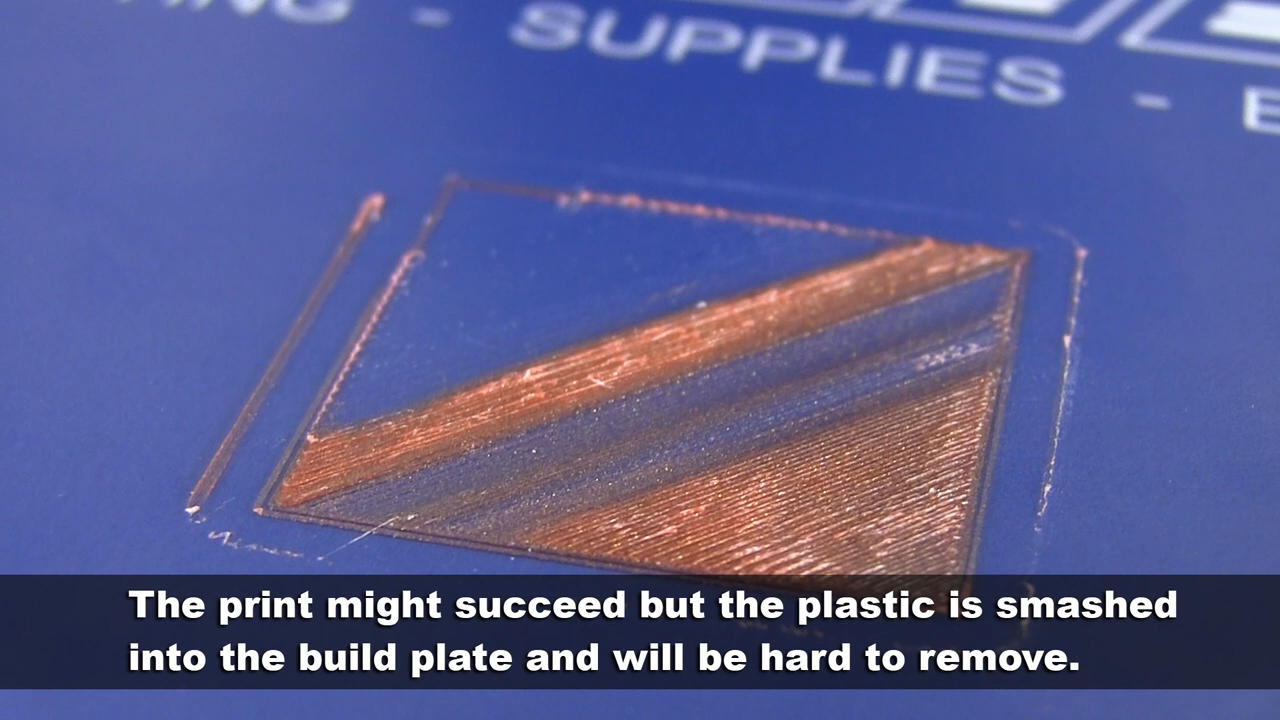 - SUPPLIES -
The print might succeed but the plastic is smashed
into the build plate and will be hard to remove.